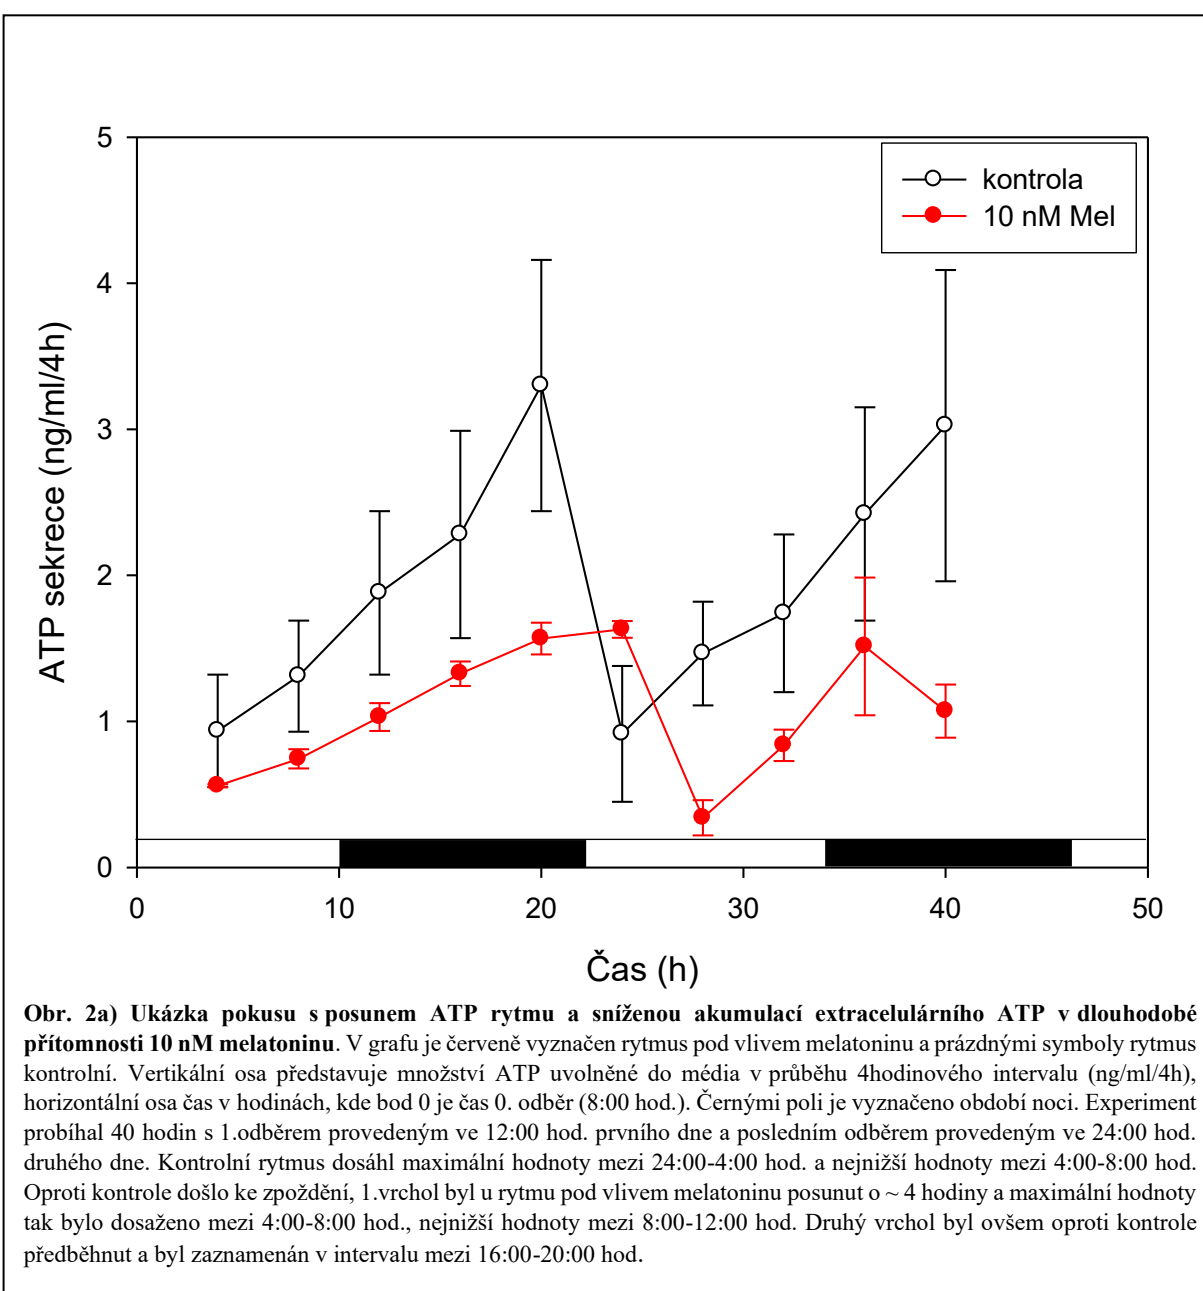 5
4
3
2
1
0
ATP sekrece (ng/ml/4h)
kontrola
10 nM Mel
0 10 20 30 40 50
Čas (h)
Obr. 2a) Ukázka pokusu s posunem ATP rytmu a sníženou akumulací extracelulárního ATP v dlouhodobé
přítomnosti 10 nM melatoninu. V grafu je červeně vyznačen rytmus pod vlivem melatoninu a prázdnými symboly rytmus
kontrolní. Vertikální osa představuje množství ATP uvolněné do média v průběhu 4hodinového intervalu (ng/ml/4h),
horizontální osa čas v hodinách, kde bod 0 je čas 0. odběr (8:00 hod.). Černými poli je vyznačeno období noci. Experiment
probíhal 40 hodin s 1.odběrem provedeným ve 12:00 hod. prvního dne a posledním odběrem provedeným ve 24:00 hod.
druhého dne. Kontrolní rytmus dosáhl maximální hodnoty mezi 24:00-4:00 hod. a nejnižší hodnoty mezi 4:00-8:00 hod.
Oproti kontrole došlo ke zpoždění, 1.vrchol byl u rytmu pod vlivem melatoninu posunut o ~ 4 hodiny a maximální hodnoty
tak bylo dosaženo mezi 4:00-8:00 hod., nejnižší hodnoty mezi 8:00-12:00 hod. Druhý vrchol byl ovšem oproti kontrole
předběhnut a byl zaznamenán v intervalu mezi 16:00-20:00 hod.